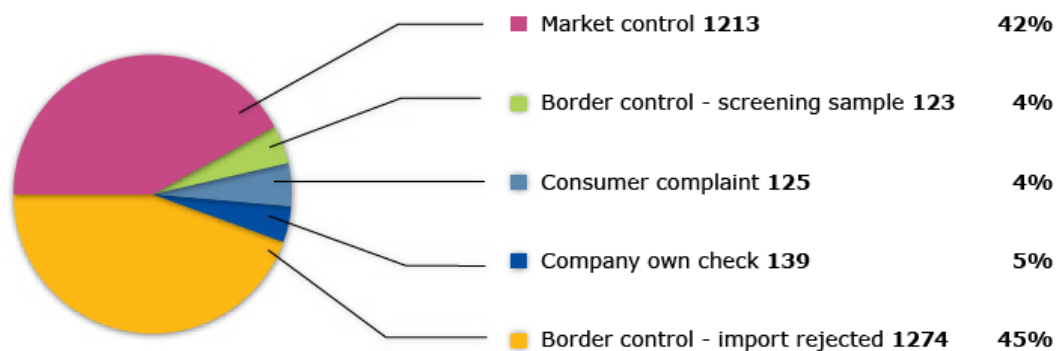 Market control 1213 42%
Border control - screening sample 123 4%
Consumer complaint 125 4%
Company own check 139 5%
Border control - import rejected 1274 45%